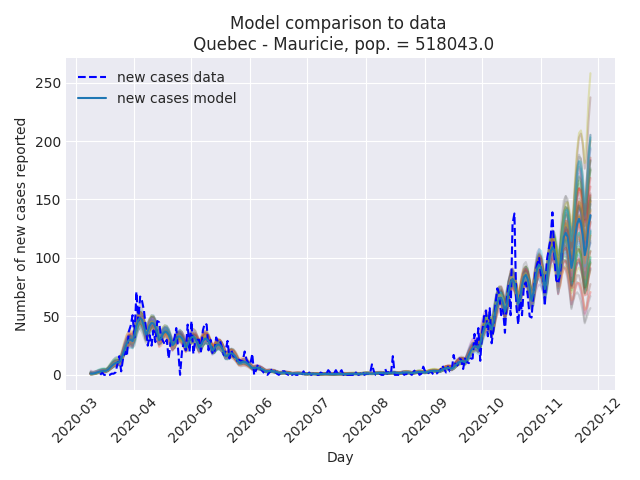 Model comparison to data
Quebec - Mauricie, pop. = 518043.0
new cases data
new cases model
Number of new cases reported
250
200
150
100
50
0
2020-03
2020-04
2020-05
2020-06
2020-07
2020-08
2020-09
2020-10
2020-11
2020-12
Day